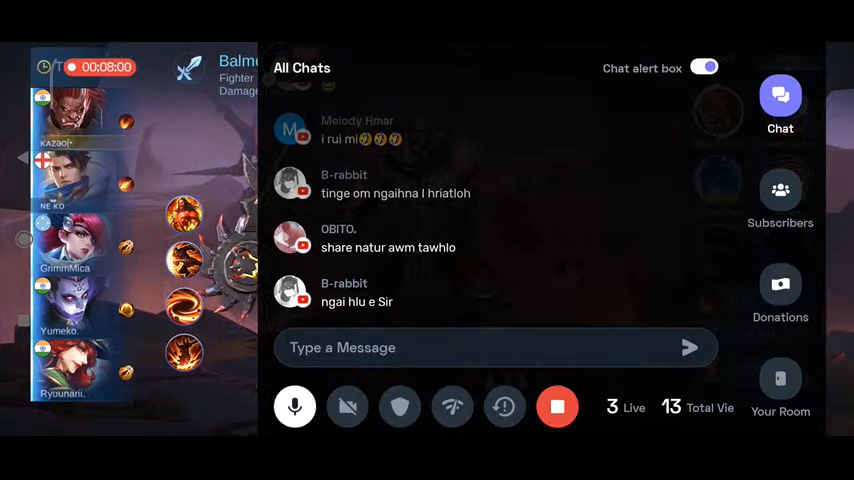 00:08:00
Balmo
Fighter
Damage
KAZƏO|•
NE KO
GrimmMica
Yumeko.
Ryuunarii.
All Chats
Chat alert box
Melody Hmar
i rui mi🤣🤣🤣
B-rabbit
tinge om ngaihna l hriatloh
OBITO.
share natur awm tawhlo
B-rabbit
ngai hlu e Sir
Type a Message
3 Live
13 Total Vie
Chat
Subscribers
Donations
Your Room